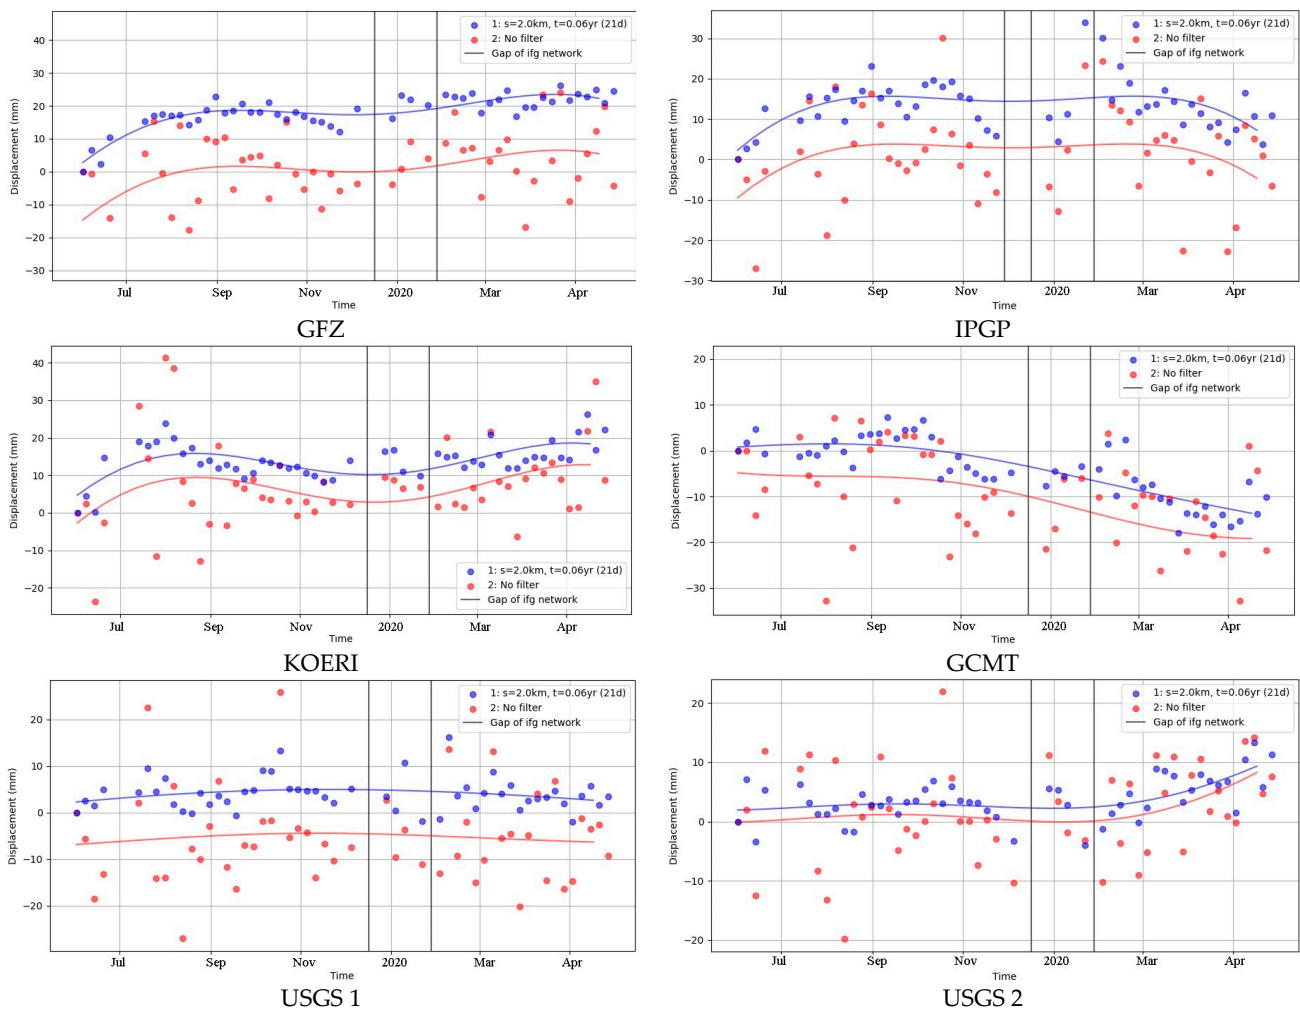 40
30
20
10
0
−10
−20
−30
Displacement (mm)
1: s=2.0km, t=0.06yr (21d)
2: No filter
Gap of ifg network
Jul Sep Nov 2020 Mar Apr
Time
GFZ
30
20
10
0
−10
−20
−30
Displacement (mm)
1: s=2.0km, t=0.06yr (21d)
2: No filter
Gap of ifg network
Jul Sep Nov 2020 Mar Apr
Time
IPGP
40
30
20
10
0
−10
−20
Displacement (mm)
1: s=2.0km, t=0.06yr (21d)
2: No filter
Gap of ifg network
Jul Sep Nov 2020 Mar Apr
Time
KOERI
20
10
0
−10
−20
−30
Displacement (mm)
1: s=2.0km, t=0.06yr (21d)
2: No filter
Gap of ifg network
Jul Sep Nov 2020 Mar Apr
Time
GCMT
20
10
0
−10
−20
Displacement (mm)
1: s=2.0km, t=0.06yr (21d)
2: No filter
Gap of ifg network
Jul Sep Nov 2020 Mar Apr
Time
USGS 1
20
10
0
−10
−20
Displacement (mm)
1: s=2.0km, t=0.06yr (21d)
2: No filter
Gap of ifg network
Jul Sep Nov 2020 Mar Apr
Time
USGS 2